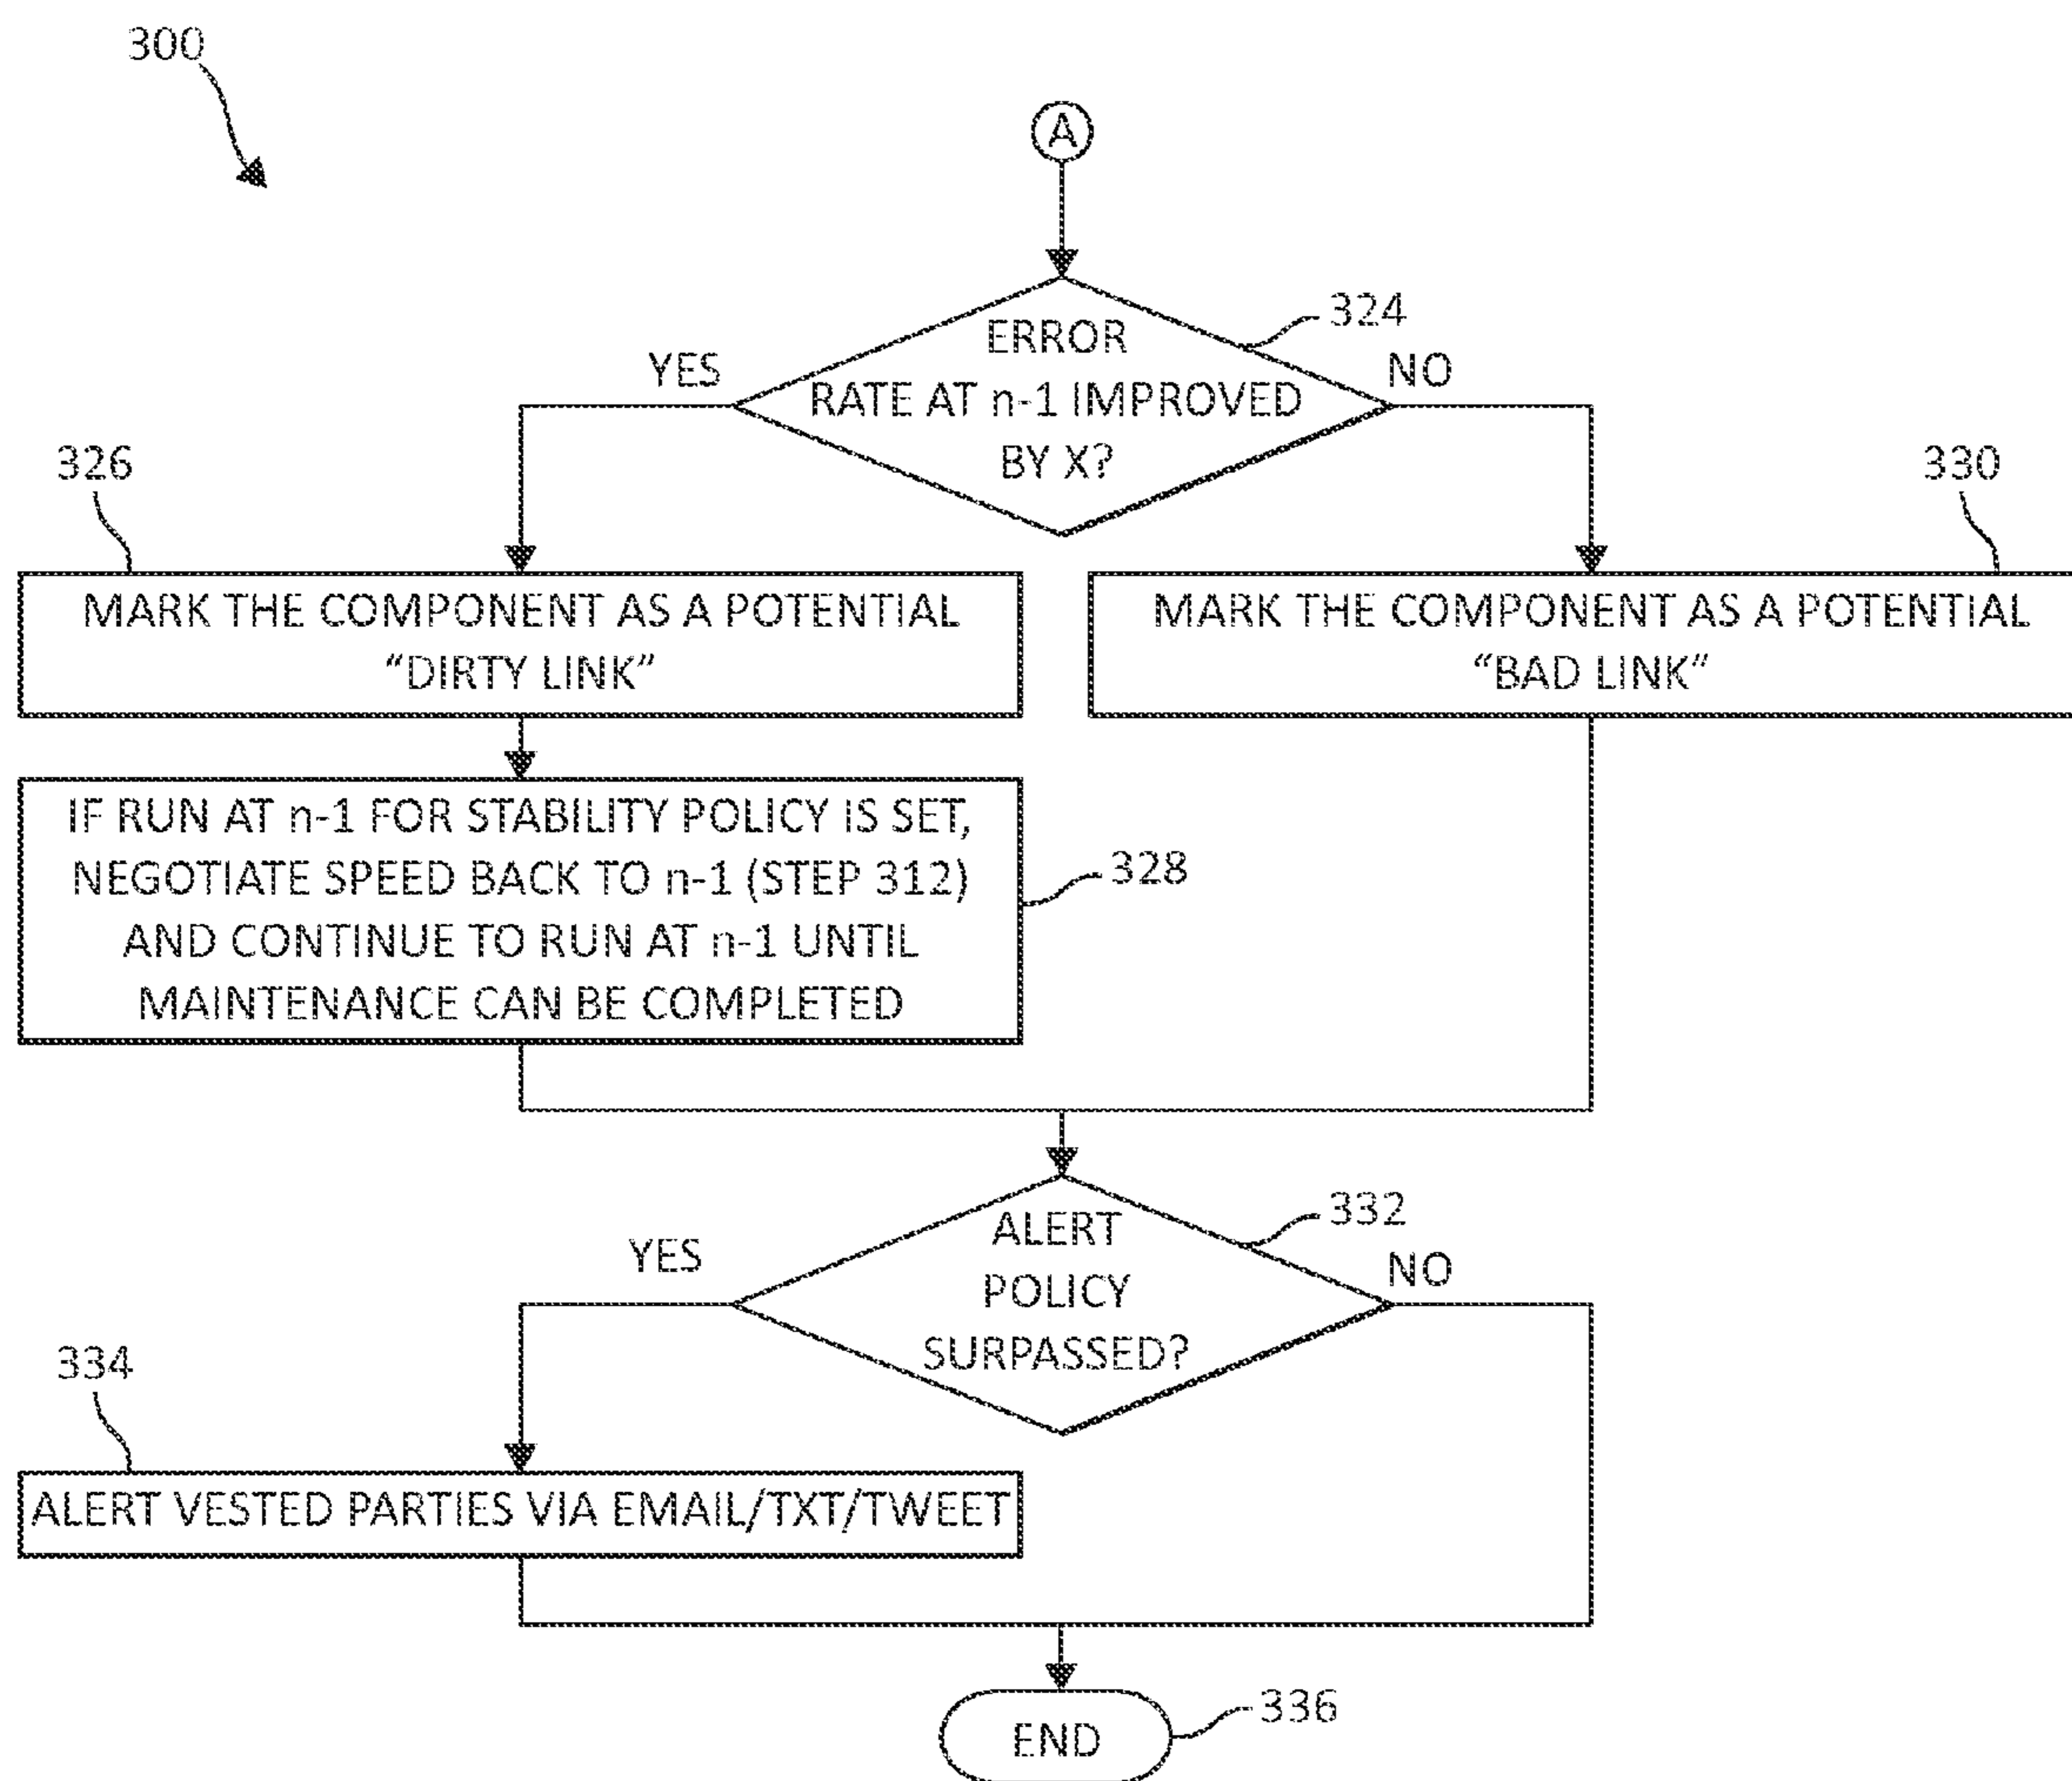 300
A
324
ERROR
RATE AT n-1 IMPROVED
BY X?
YES
NO
326
330
MARK THE COMPONENT AS A POTENTIAL
“DIRTY LINK”
MARK THE COMPONENT AS A POTENTIAL
“BAD LINK”
IF RUN AT n-1 FOR STABILITY POLICY IS SET,
NEGOTIATE SPEED BACK TO n-1 (STEP 312)
AND CONTINUE TO RUN AT n-1 UNTIL
MAINTENANCE CAN BE COMPLETED
328
332
ALERT
POLICY
SURPASSED?
YES
NO
334
ALERT VESTED PARTIES VIA EMAIL/TXT/TWEET
END
336